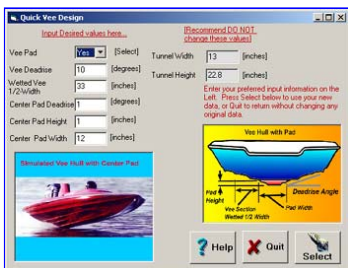 Quick Vee Design
Input Desired values here...
[Recommend DO NOT change these values]
Vee Pad Yes [Select]
Vee Deadrise 10 [degrees]
Wetted Vee 1/2-Width 33 [inches]
Center Pad Deadrise 1 [degrees]
Center Pad Height 1 [inches]
Center Pad Width 12 [inches]
Tunnel Width 13 [inches]
Tunnel Height 22.8 [inches]
Enter your preferred input information on the
Left. Press Select below to use your new
data, or Quit to return without changing any
original data.
Simulated Vee Hull with Center Pad
Vee Hull with Pad
Pad Height
Deadrise Angle
Vee Section
Wetted 1/2 Width
Pad Width
Help
Quit
Select